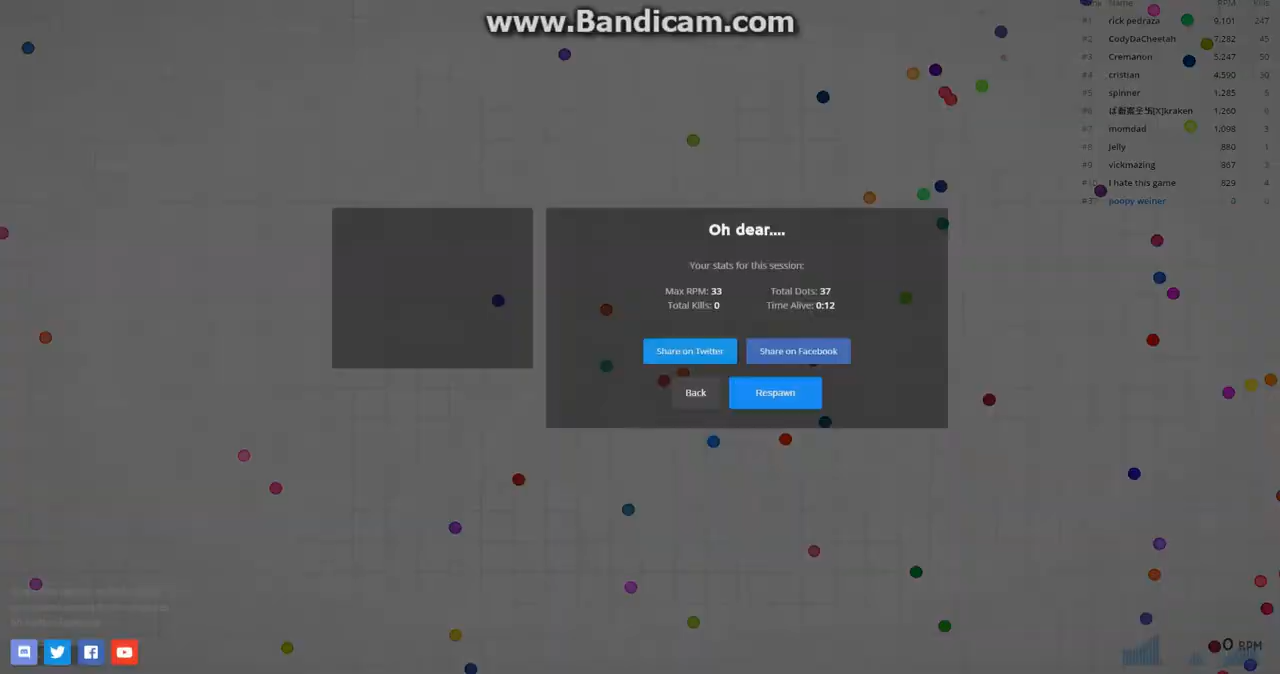 www.Bandicam.com
Name RPM Kills
#1 rick pedraza 9,101 247
#2 CodyDaCheetah 7,282 45
#3 Cremanon 5,247 50
#4 cristian 4,590 30
#5 spinner 1,285 5
#6 [X]kraken 1,260 6
#7 momdad 1,098 3
#8 Jelly 880 1
#9 vickmazing 867 3
#10 I hate this game 829 4
poopy weiner 0 0
Oh dear....
Your stats for this session:
Max RPM: 33 Total Dots: 37
Total Kills: 0 Time Alive: 0:12
Share on Twitter Share on Facebook
Back Respawn
0 RPM